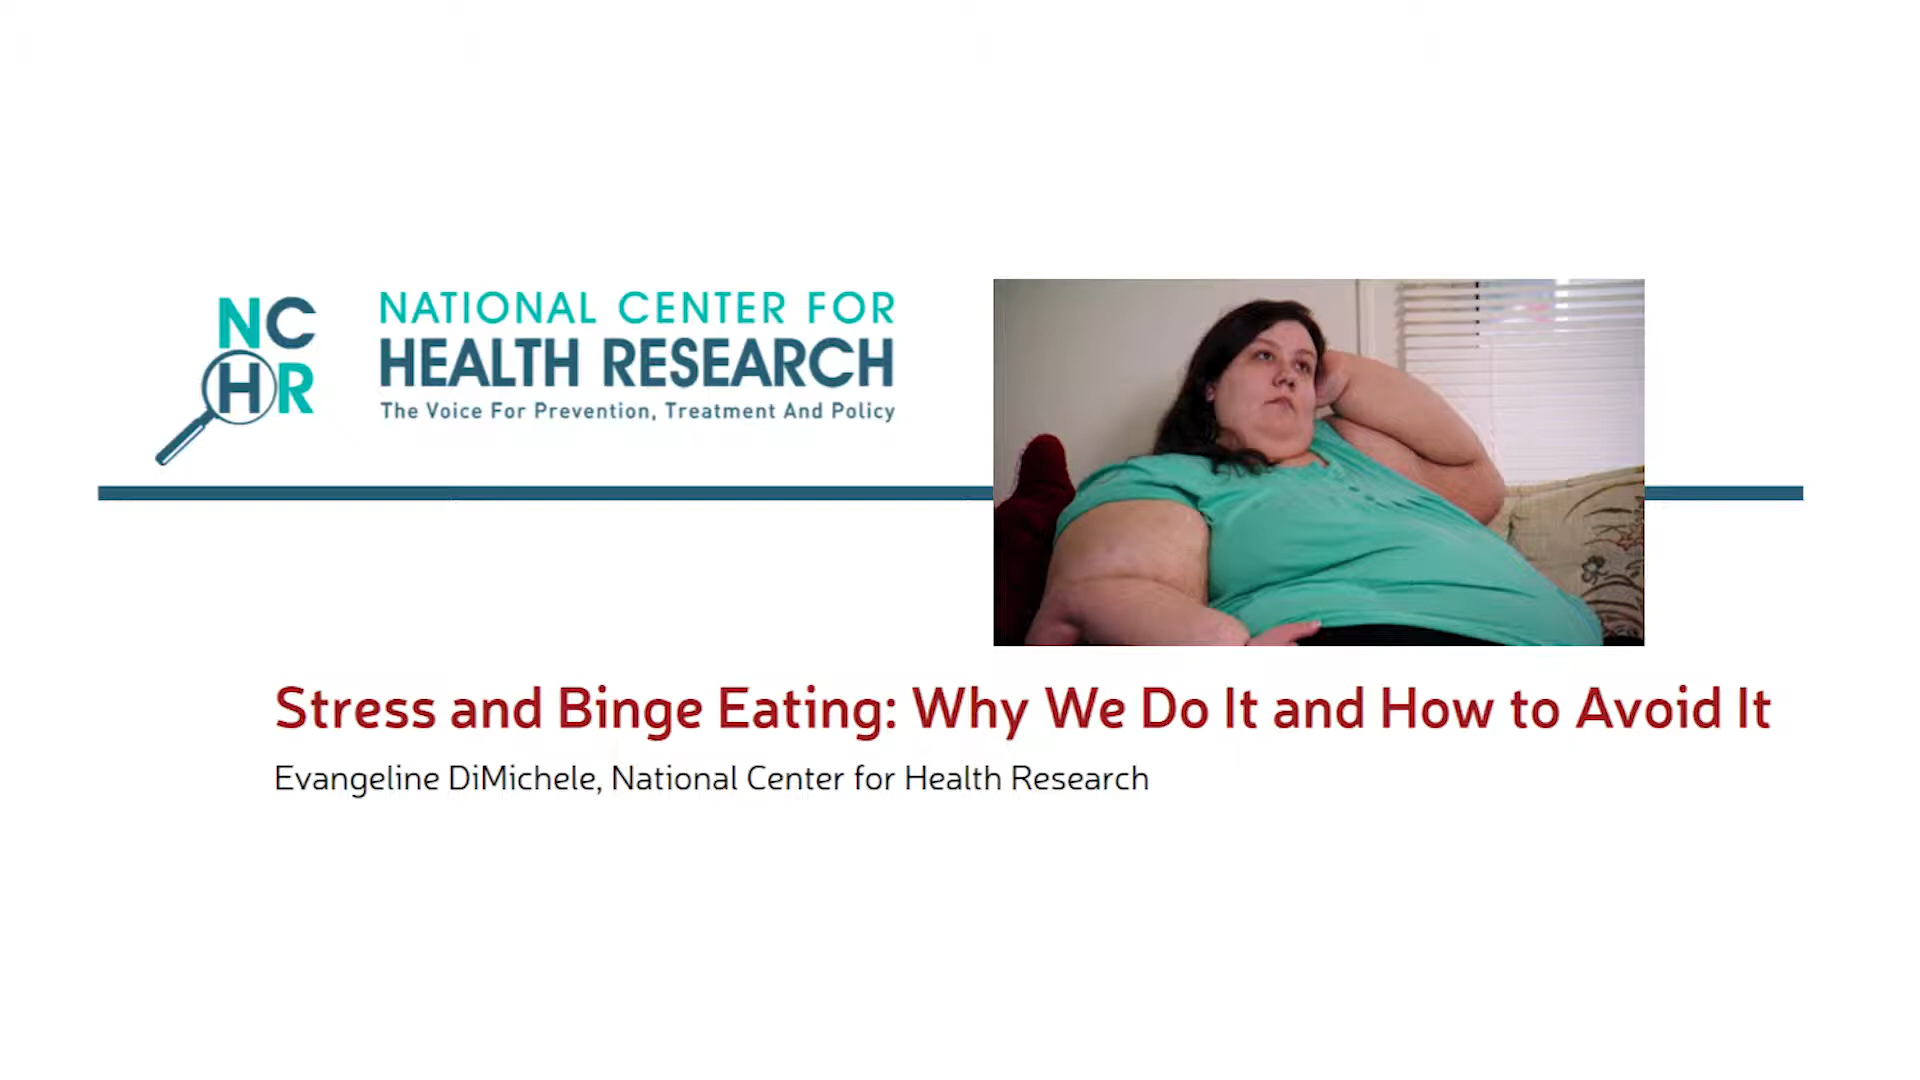 NC
HR
NATIONAL CENTER FOR
HEALTH RESEARCH
The Voice For Prevention, Treatment And Policy
Stress and Binge Eating: Why We Do It and How to Avoid It
Evangeline DiMichele, National Center for Health Research